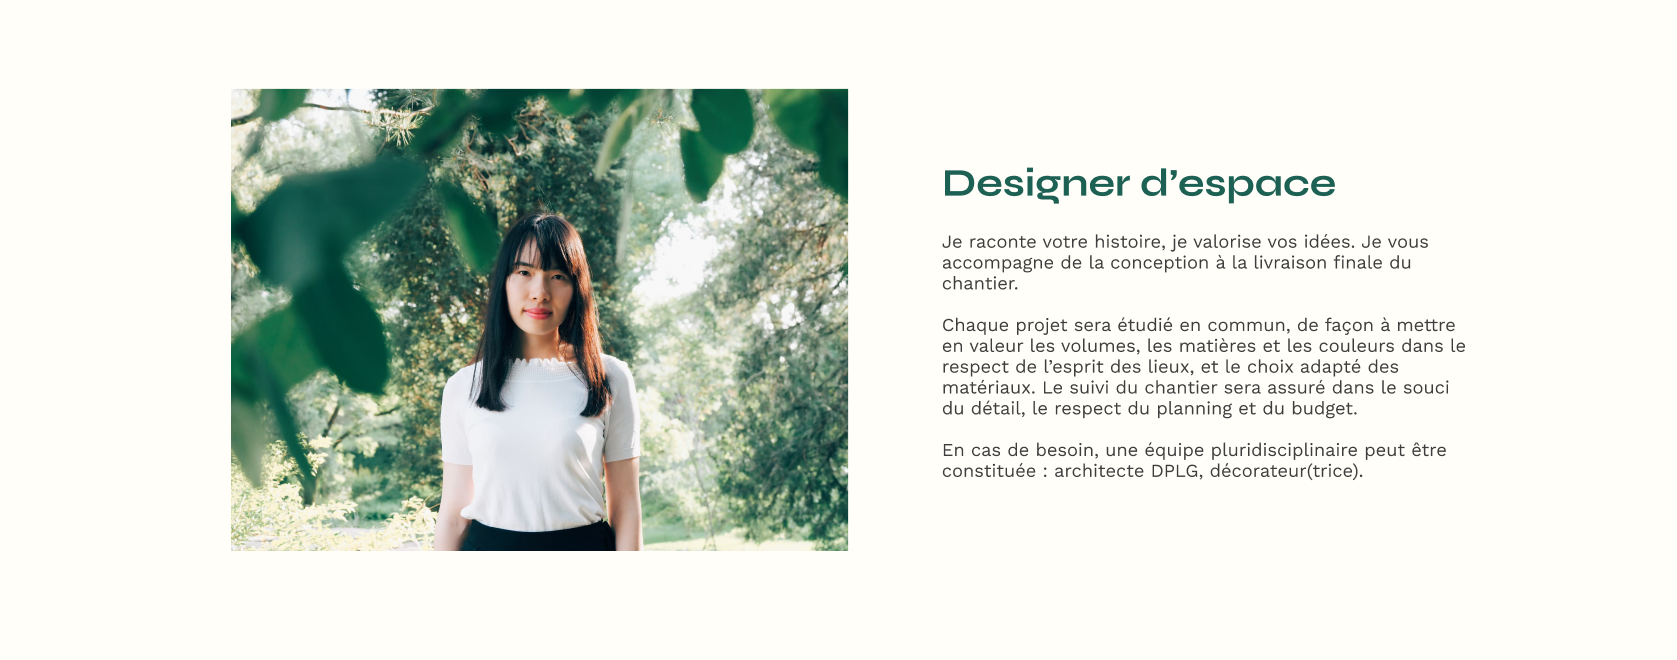 Designer d’espace
Je raconte votre histoire, je valorise vos idées. Je vous
accompagne de la conception à la livraison finale du
chantier.
Chaque projet sera étudié en commun, de façon à mettre
en valeur les volumes, les matières et les couleurs dans le
respect de l’esprit des lieux, et le choix adapté des
matériaux. Le suivi du chantier sera assuré dans le souci
du détail, le respect du planning et du budget.
En cas de besoin, une équipe pluridisciplinaire peut être
constituée : architecte DPLG, décorateur(trice).